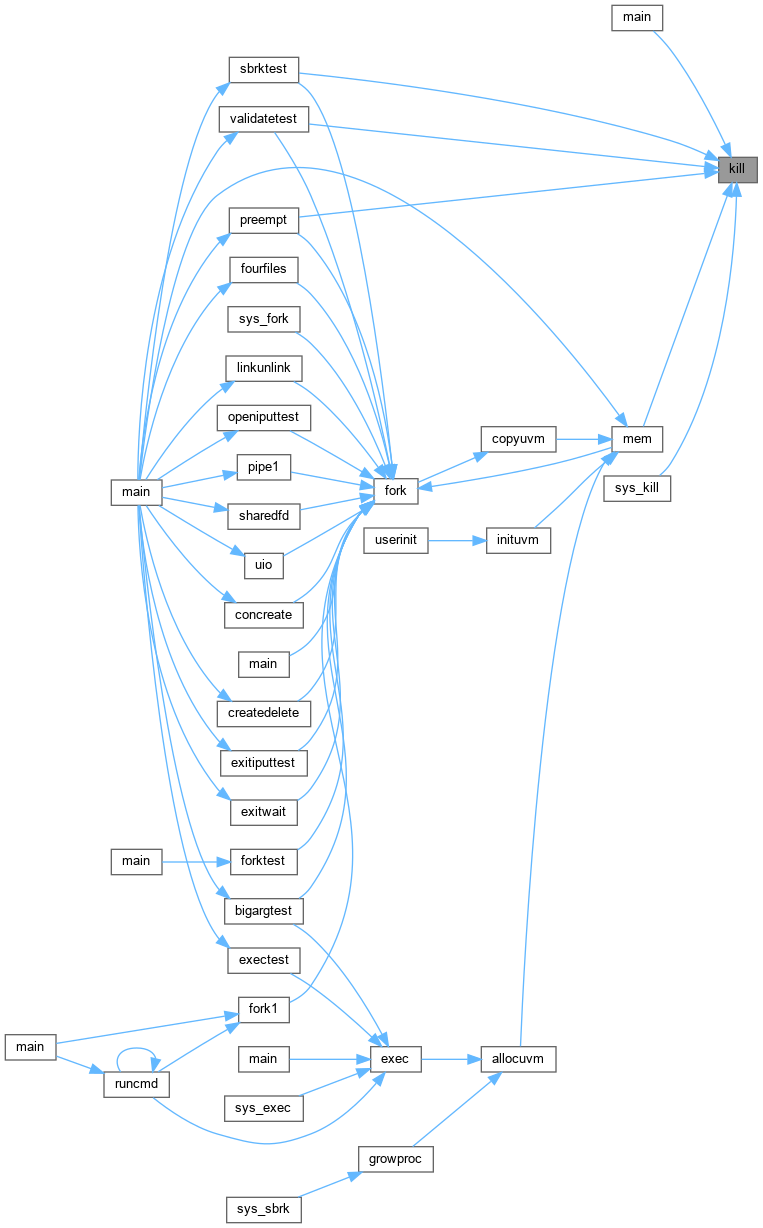 main
sbrktest
validatetest
kill
preempt
fourfiles
sys_fork
linkunlink
openiputtest
copyuvm
mem
pipe1
main
fork
sys_kill
sharedfd
userinit
inituvm
uio
concreate
main
createdelete
exitiputtest
exitwait
main
forktest
bigargtest
exectest
fork1
main
main
exec
allocuvm
runcmd
sys_exec
growproc
sys_sbrk